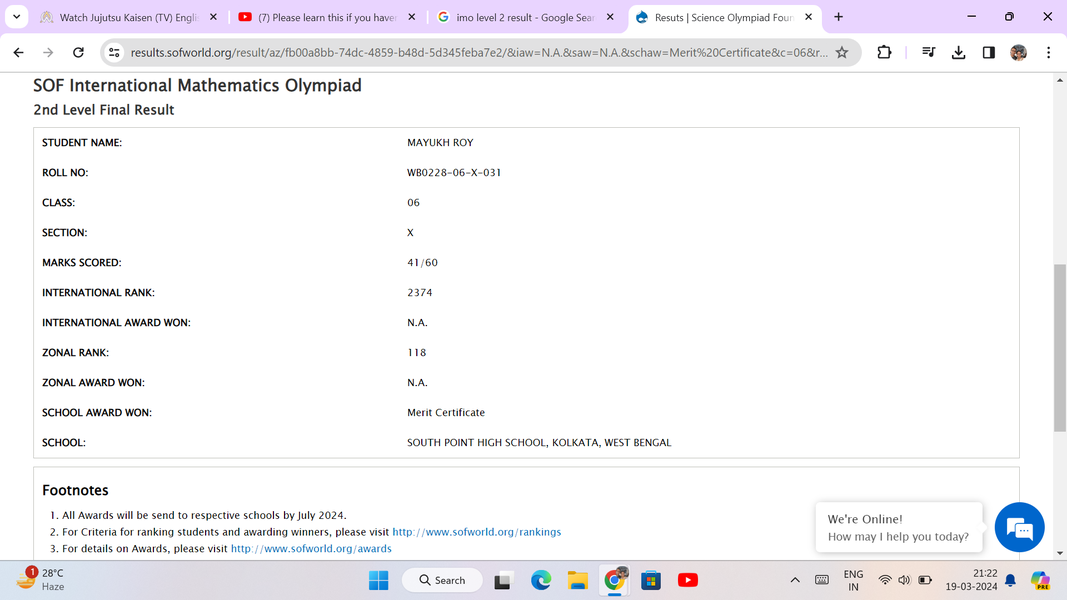 Watch Jujutsu Kaisen (TV) Engli
(7) Please learn this if you have
imo level 2 result - Google Sear
Resuts | Science Olympiad Foun
results.sofworld.org/result/az/fb00a8bb-74dc-4859-b48d-5d345feba7e2/&iaw=N.A.&saw=N.A.&schaw=Merit%20Certificate&c=06&r...
SOF International Mathematics Olympiad
2nd Level Final Result
STUDENT NAME: MAYUKH ROY
ROLL NO: WB0228-06-X-031
CLASS: 06
SECTION: X
MARKS SCORED: 41/60
INTERNATIONAL RANK: 2374
INTERNATIONAL AWARD WON: N.A.
ZONAL RANK: 118
ZONAL AWARD WON: N.A.
SCHOOL AWARD WON: Merit Certificate
SCHOOL: SOUTH POINT HIGH SCHOOL, KOLKATA, WEST BENGAL
Footnotes
1. All Awards will be send to respective schools by July 2024.
2. For Criteria for ranking students and awarding winners, please visit http://www.sofworld.org/rankings
3. For details on Awards, please visit http://www.sofworld.org/awards
We're Online!
How may I help you today?
1
28°C
Haze
Search
ENG
IN
21:22
19-03-2024
PRE